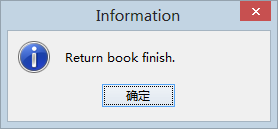 Information
Return book finish.
确定